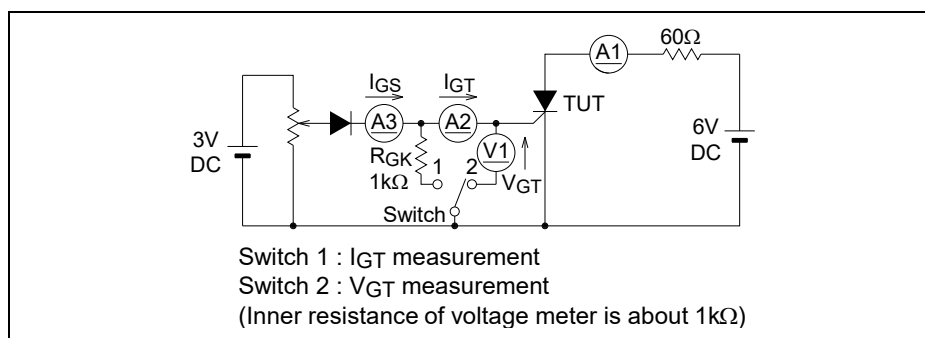 60Ω
A1
IGS
IGT
TUT
A3
A2
3V
DC
RGK
1kΩ
1
2
V1
VGT
6V
DC
Switch
Switch 1 : IGT measurement
Switch 2 : VGT measurement
(Inner resistance of voltage meter is about 1kΩ)